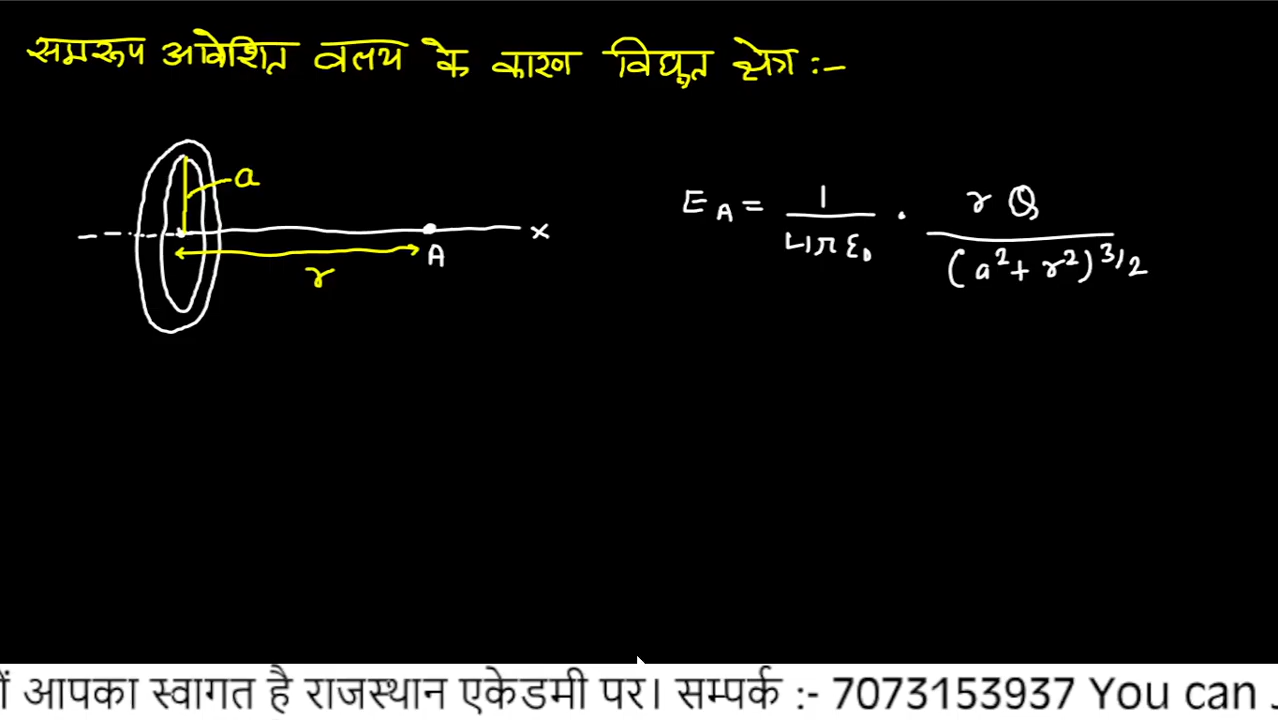 समरूप आवेशित वलय के कारण विद्युत क्षेत्र :-
a
E_A = 1/4πε₀ . rQ/(a²+r²)^3/2
x
A
r
आपका स्वागत है राजस्थान एकेडमी पर। सम्पर्क :- 7073153937 You can